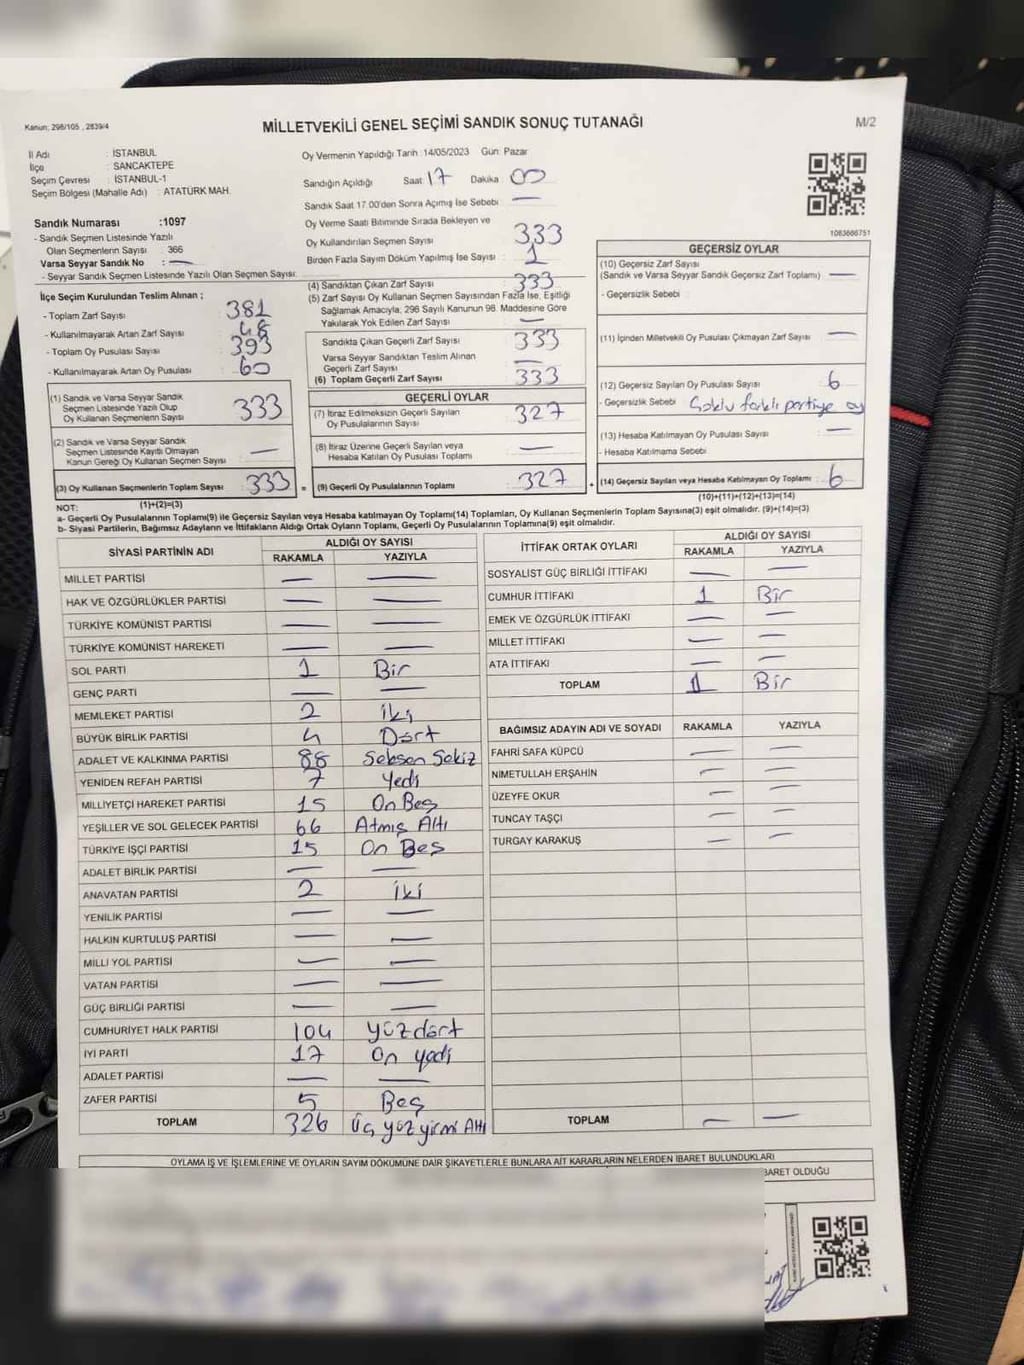 Kanun; 298/105 , 2839/4
MİLLETVEKİLİ GENEL SEÇİMİ SANDIK SONUÇ TUTANAĞI
M/2
İl Adı : İSTANBUL
İlçe : SANCAKTEPE
Seçim Çevresi : İSTANBUL-1
Seçim Bölgesi (Mahalle Adı) : ATATÜRK MAH.
Oy Vermenin Yapıldığı Tarih :14/05/2023 Gün: Pazar
Sandığın Açıldığı Saat 17 Dakika 00
Sandık Saat 17.00'den Sonra Açımış İse Sebebi —
Sandık Numarası :1097
- Sandık Seçmen Listesinde Yazılı
Olan Seçmenlerin Sayısı : 366
Varsa Seyyar Sandık No : —
- Seyyar Sandık Seçmen Listesinde Yazılı Olan Seçmen Sayısı:
Oy Verme Saati Bitiminde Sırada Bekleyen ve
Oy Kullandırılan Seçmen Sayısı 333
Birden Fazla Sayım Döküm Yapılmış İse Sayısı 1
1083666751
İlçe Seçim Kurulundan Teslim Alınan ;
- Toplam Zarf Sayısı : 381
- Kullanılmayarak Artan Zarf Sayısı : 48
- Toplam Oy Pusulası Sayısı : 393
- Kullanılmayarak Artan Oy Pusulası : 60
(4) Sandıktan Çıkan Zarf Sayısı : 333
(5) Zarf Sayısı Oy Kullanan Seçmen Sayısından Fazla İse, Eşitliği
Sağlamak Amacıyla; 298 Sayılı Kanunun 98. Maddesine Göre
Yakılarak Yok Edilen Zarf Sayısı —
Sandıkta Çıkan Geçerli Zarf Sayısı : 333
Varsa Seyyar Sandıktan Teslim Alınan
Geçerli Zarf Sayısı : —
(6) Toplam Geçerli Zarf Sayısı : 333
GEÇERSİZ OYLAR
(10) Geçersiz Zarf Sayısı
(Sandık ve Varsa Seyyar Sandık Geçersiz Zarf Toplamı) : —
- Geçersizlik Sebebi :
(11) İçinden Milletvekili Oy Pusulası Çıkmayan Zarf Sayısı : —
(12) Geçersiz Sayılan Oy Pusulası Sayısı : 6
- Geçersizlik Sebebi : farklı partiye oy
(13) Hesaba Katılmayan Oy Pusulası Sayısı : —
- Hesaba Katılmama Sebebi :
(14) Geçersiz Sayılan veya Hesaba Katılmayan Oy Toplamı : 6
(10)+(11)+(12)+(13)=(14)
(1) Sandık ve Varsa Seyyar Sandık
Seçmen Listesinde Yazılı Olup
Oy Kullanan Seçmenlerin Sayısı : 333
(2) Sandık ve Varsa Seyyar Sandık
Seçmen Listesinde Kayıtlı Olmayan
Kanun Gereği Oy Kullanan Seçmen Sayısı : —
(3) Oy Kullanan Seçmenlerin Toplam Sayısı : 333
(1)+(2)=(3)
GEÇERLİ OYLAR
(7) İtiraz Edilmeksizin Geçerli Sayılan
Oy Pusulalarının Sayısı : 327
(8) İtiraz Üzerine Geçerli Sayılan veya
Hesaba Katılan Oy Pusulası Toplamı : —
= (9) Geçerli Oy Pusulalarının Toplamı : 327 +
NOT:
a- Geçerli Oy Pusulalarının Toplamı(9) ile Geçersiz Sayılan veya Hesaba katılmayan Oy Toplamı(14) Toplamları, Oy Kullanan Seçmenlerin Toplam Sayısına(3) eşit olmalıdır. (9)+(14)=(3)
b- Siyasi Partilerin, Bağımsız Adayların ve İttifakların Aldığı Ortak Oyların Toplamı, Geçerli Oy Pusulalarının Toplamına(9) eşit olmalıdır.
SİYASİ PARTİNİN ADI ALDIĞI OY SAYISI
RAKAMLA YAZIYLA
MİLLET PARTİSİ — —
HAK VE ÖZGÜRLÜKLER PARTİSİ — —
TÜRKİYE KOMÜNİST PARTİSİ — —
TÜRKİYE KOMÜNİST HAREKETİ — —
SOL PARTİ 1 Bir
GENÇ PARTİ — —
MEMLEKET PARTİSİ 2 iki
BÜYÜK BİRLİK PARTİSİ 4 Dört
ADALET VE KALKINMA PARTİSİ 88 Seksen Sekiz
YENİDEN REFAH PARTİSİ 7 Yedi
MİLLİYETÇİ HAREKET PARTİSİ 15 On Beş
YEŞİLLER VE SOL GELECEK PARTİSİ 66 Atmış Altı
TÜRKİYE İŞÇİ PARTİSİ 15 On Beş
ADALET BİRLİK PARTİSİ — —
ANAVATAN PARTİSİ 2 iki
YENİLİK PARTİSİ — —
HALKIN KURTULUŞ PARTİSİ — —
MİLLİ YOL PARTİSİ — —
VATAN PARTİSİ — —
GÜÇ BİRLİĞİ PARTİSİ — —
CUMHURİYET HALK PARTİSİ 104 yüz dört
İYİ PARTİ 17 On yedi
ADALET PARTİSİ — —
ZAFER PARTİSİ 5 Beş
TOPLAM 326 Üç yüz yirmi Altı
İTTİFAK ORTAK OYLARI ALDIĞI OY SAYISI
RAKAMLA YAZIYLA
SOSYALİST GÜÇ BİRLİĞİ İTTİFAKI — —
CUMHUR İTTİFAKI 1 Bir
EMEK VE ÖZGÜRLÜK İTTİFAKI — —
MİLLET İTTİFAKI — —
ATA İTTİFAKI — —
TOPLAM 1 Bir
BAĞIMSIZ ADAYIN ADI VE SOYADI RAKAMLA YAZIYLA
FAHRİ SAFA KÜPCÜ — —
NİMETULLAH ERŞAHİN — —
ÜZEYFE OKUR — —
TUNCAY TAŞÇI — —
TURGAY KARAKUŞ — —
TOPLAM — —
OYLAMA İŞ VE İŞLEMLERİNE VE OYLARIN SAYIM DÖKÜMÜNE DAİR ŞİKAYETLERLE BUNLARA AİT KARARLARIN NELERDEN İBARET BULUNDUKLARI
BARET OLDUĞU